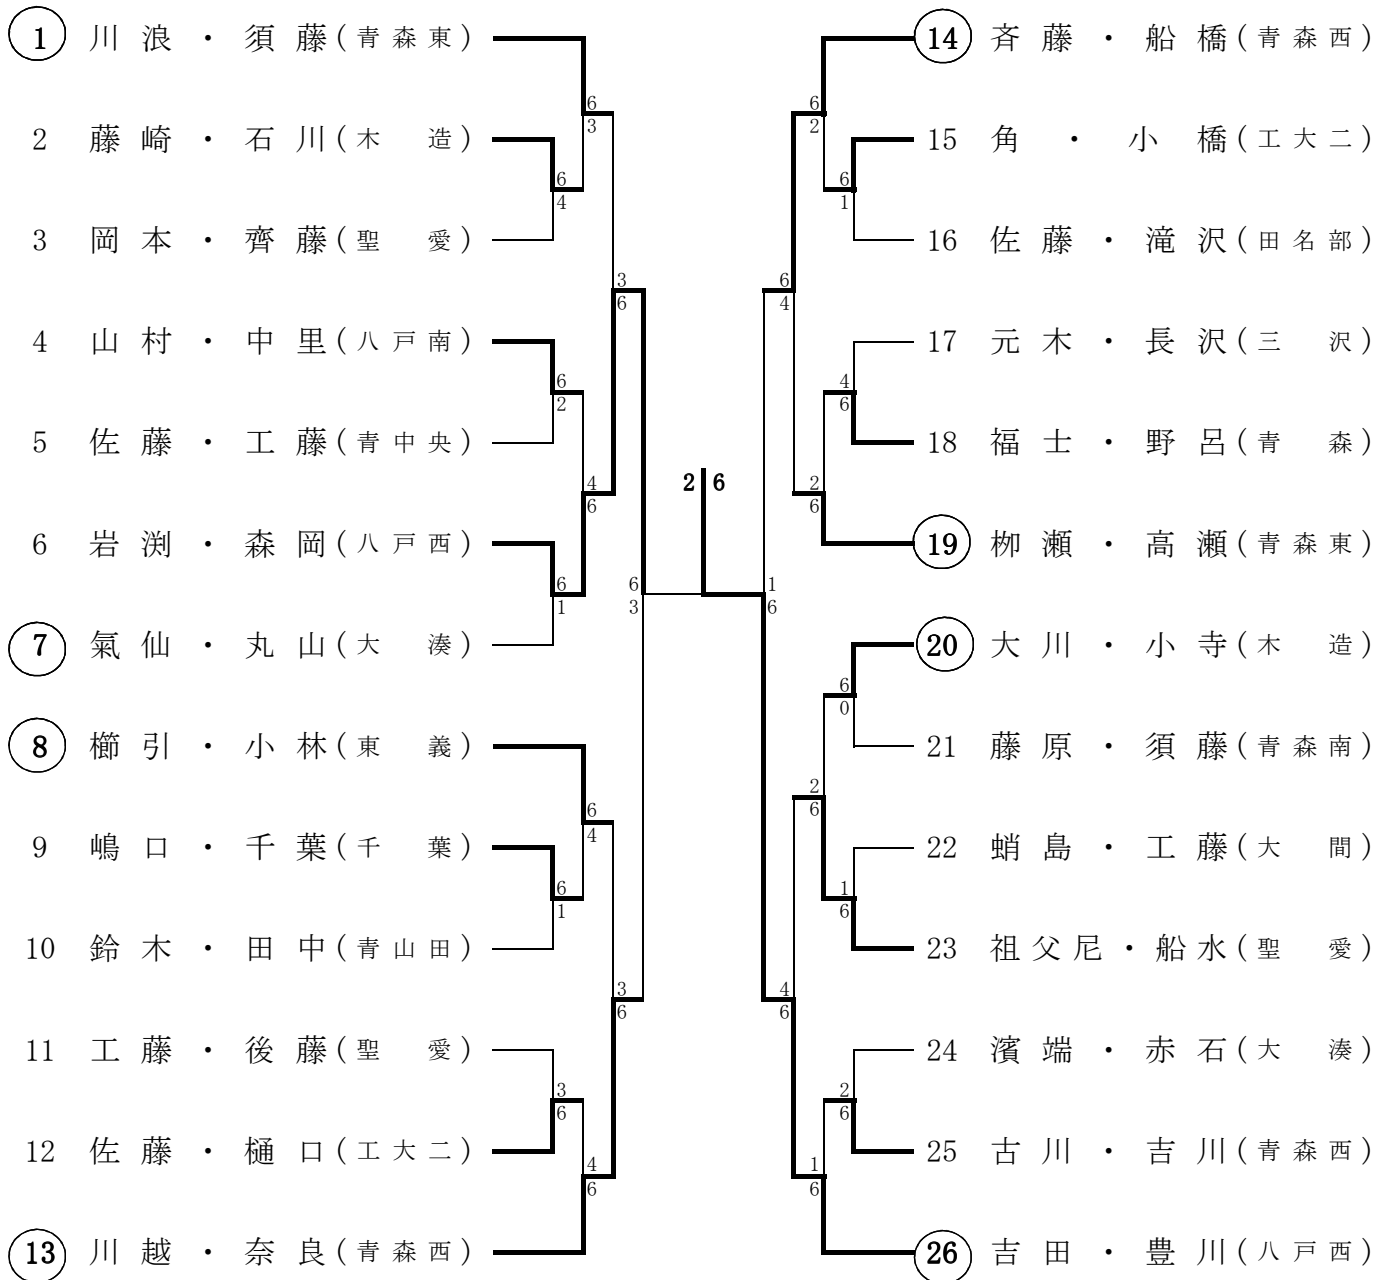 1 川浪・須藤(青森東)
6
3
2 藤崎・石川(木 造)
6
4
3 岡本・齊藤(聖 愛)
3
6
4 山村・中里(八戸南)
6
2
5 佐藤・工藤(青中央)
4
6
6 岩渕・森岡(八戸西)
6
1
7 氣仙・丸山(大 湊)
6
3
8 櫛引・小林(東 義)
6
4
9 嶋口・千葉(千 葉)
6
1
10 鈴木・田中(青山田)
3
6
11 工藤・後藤(聖 愛)
3
6
12 佐藤・樋口(工大二)
4
6
13 川越・奈良(青森西)
2 6
14 斉藤・船橋(青森西)
6
2
15 角・小橋(工大二)
6
1
16 佐藤・滝沢(田名部)
6
4
17 元木・長沢(三 沢)
4
6
18 福士・野呂(青 森)
2
6
19 栁瀬・高瀬(青森東)
1
6
20 大川・小寺(木 造)
6
0
21 藤原・須藤(青森南)
2
6
22 蛸島・工藤(大 間)
1
6
23 祖父尼・船水(聖 愛)
4
6
24 濱端・赤石(大 湊)
2
6
25 古川・吉川(青森西)
1
6
26 吉田・豊川(八戸西)